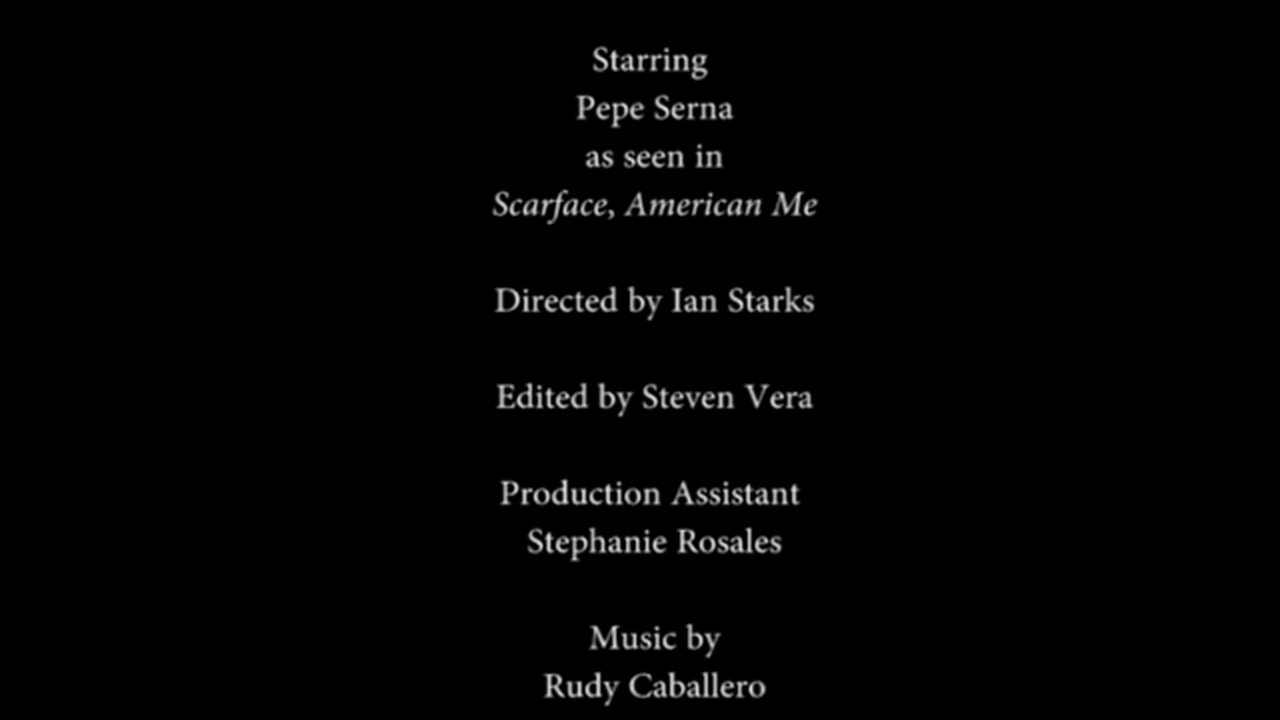 Starring
Pepe Serna
as seen in
Scarface, American Me
Directed by Ian Starks
Edited by Steven Vera
Production Assistant
Stephanie Rosales
Music by
Rudy Caballero